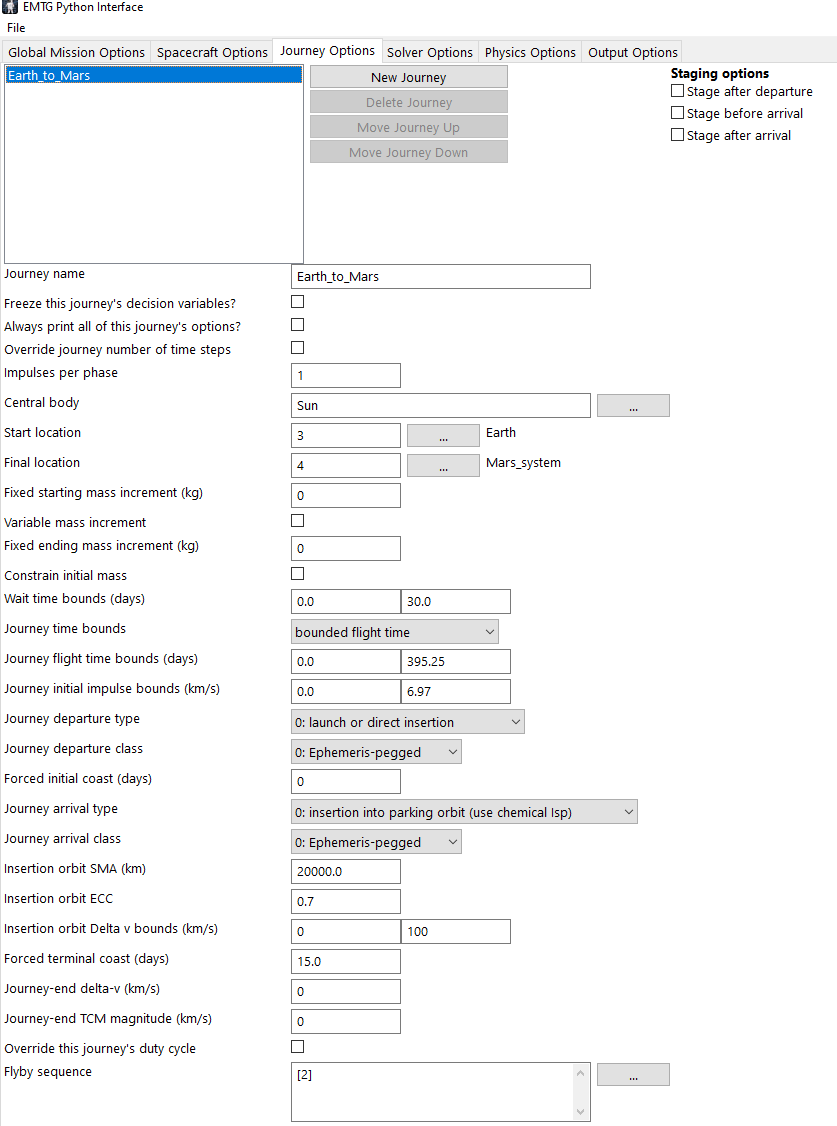 EMTG Python Interface
File
Global Mission Options Spacecraft Options Journey Options Solver Options Physics Options Output Options
Earth_to_Mars
New Journey
Delete Journey
Move Journey Up
Move Journey Down
Staging options
Stage after departure
Stage before arrival
Stage after arrival
Journey name Earth_to_Mars
Freeze this journey's decision variables?
Always print all of this journey's options?
Override journey number of time steps
Impulses per phase 1
Central body Sun ...
Start location 3 ... Earth
Final location 4 ... Mars_system
Fixed starting mass increment (kg) 0
Variable mass increment
Fixed ending mass increment (kg) 0
Constrain initial mass
Wait time bounds (days) 0.0 30.0
Journey time bounds bounded flight time
Journey flight time bounds (days) 0.0 395.25
Journey initial impulse bounds (km/s) 0.0 6.97
Journey departure type 0: launch or direct insertion
Journey departure class 0: Ephemeris-pegged
Forced initial coast (days) 0
Journey arrival type 0: insertion into parking orbit (use chemical Isp)
Journey arrival class 0: Ephemeris-pegged
Insertion orbit SMA (km) 20000.0
Insertion orbit ECC 0.7
Insertion orbit Delta v bounds (km/s) 0 100
Forced terminal coast (days) 15.0
Journey-end delta-v (km/s) 0
Journey-end TCM magnitude (km/s) 0
Override this journey's duty cycle
Flyby sequence [2] ...